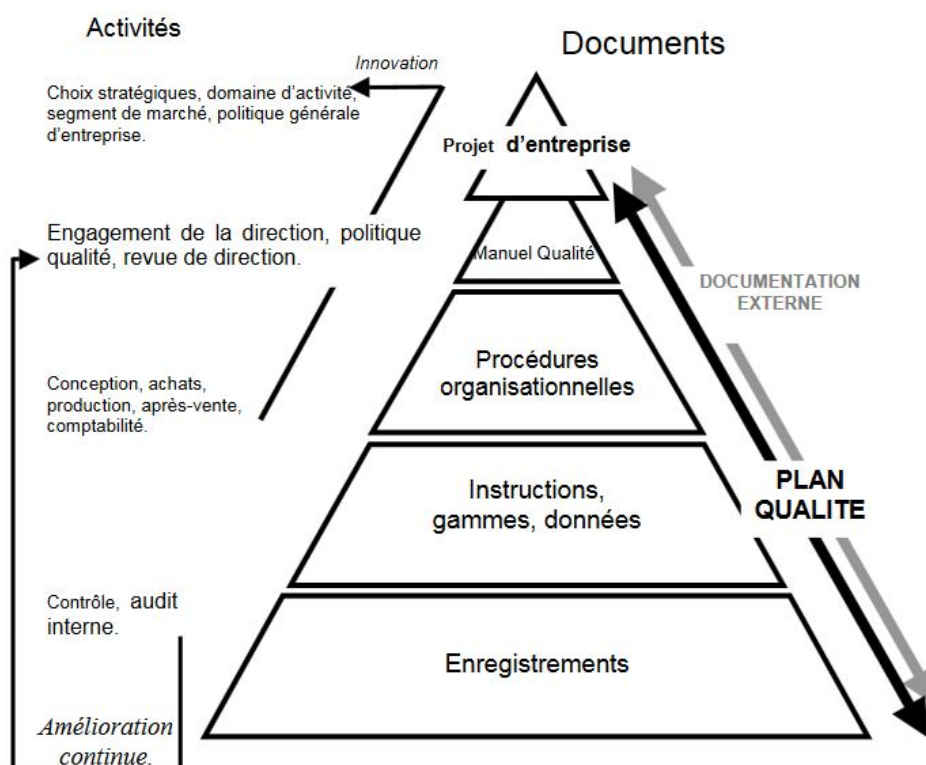 Activités
Documents
Innovation
Choix stratégiques, domaine d'activité,
segment de marché, politique générale
d'entreprise.
Projet d'entreprise
Engagement de la direction, politique
qualité, revue de direction.
Manuel Qualité
DOCUMENTATION
EXTERNE
Conception, achats,
production, après-vente,
comptabilité.
Procédures
organisationnelles
Instructions,
gammes, données
PLAN
QUALITE
Contrôle, audit
interne.
Enregistrements
Amélioration
continue.